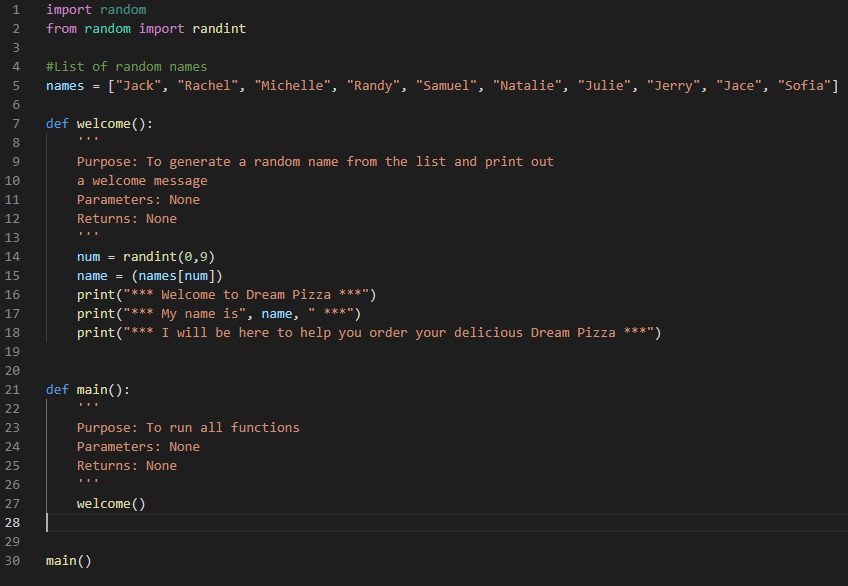 1 import random
2 from random import randint
3
4 #List of random names
5 names = ["Jack", "Rachel", "Michelle", "Randy", "Samuel", "Natalie", "Julie", "Jerry", "Jace", "Sofia"]
6
7 def welcome():
8     '''
9     Purpose: To generate a random name from the list and print out
10     a welcome message
11     Parameters: None
12     Returns: None
13     '''
14     num = randint(0,9)
15     name = (names[num])
16     print("*** Welcome to Dream Pizza ***")
17     print("*** My name is", name, " ***")
18     print("*** I will be here to help you order your delicious Dream Pizza ***")
19
20
21 def main():
22     '''
23     Purpose: To run all functions
24     Parameters: None
25     Returns: None
26     '''
27     welcome()
28
29
30 main()